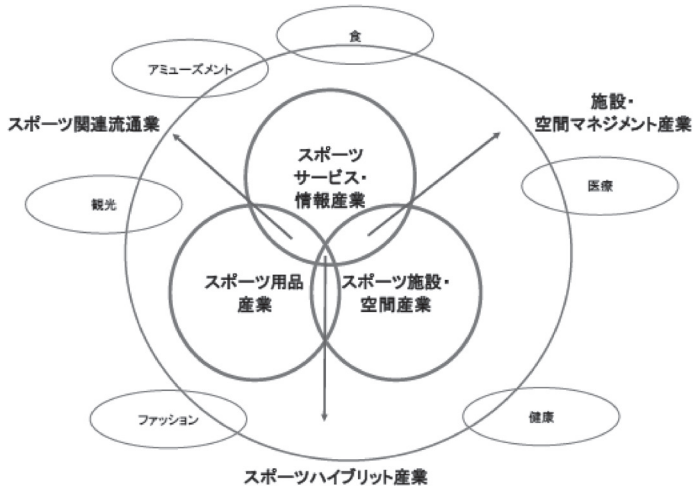 食
アミューズメント
スポーツ関連流通業
施設・
空間マネジメント産業
スポーツ
サービス・
情報産業
医療
観光
スポーツ用品
産業
スポーツ施設・
空間産業
ファッション
健康
スポーツハイブリット産業